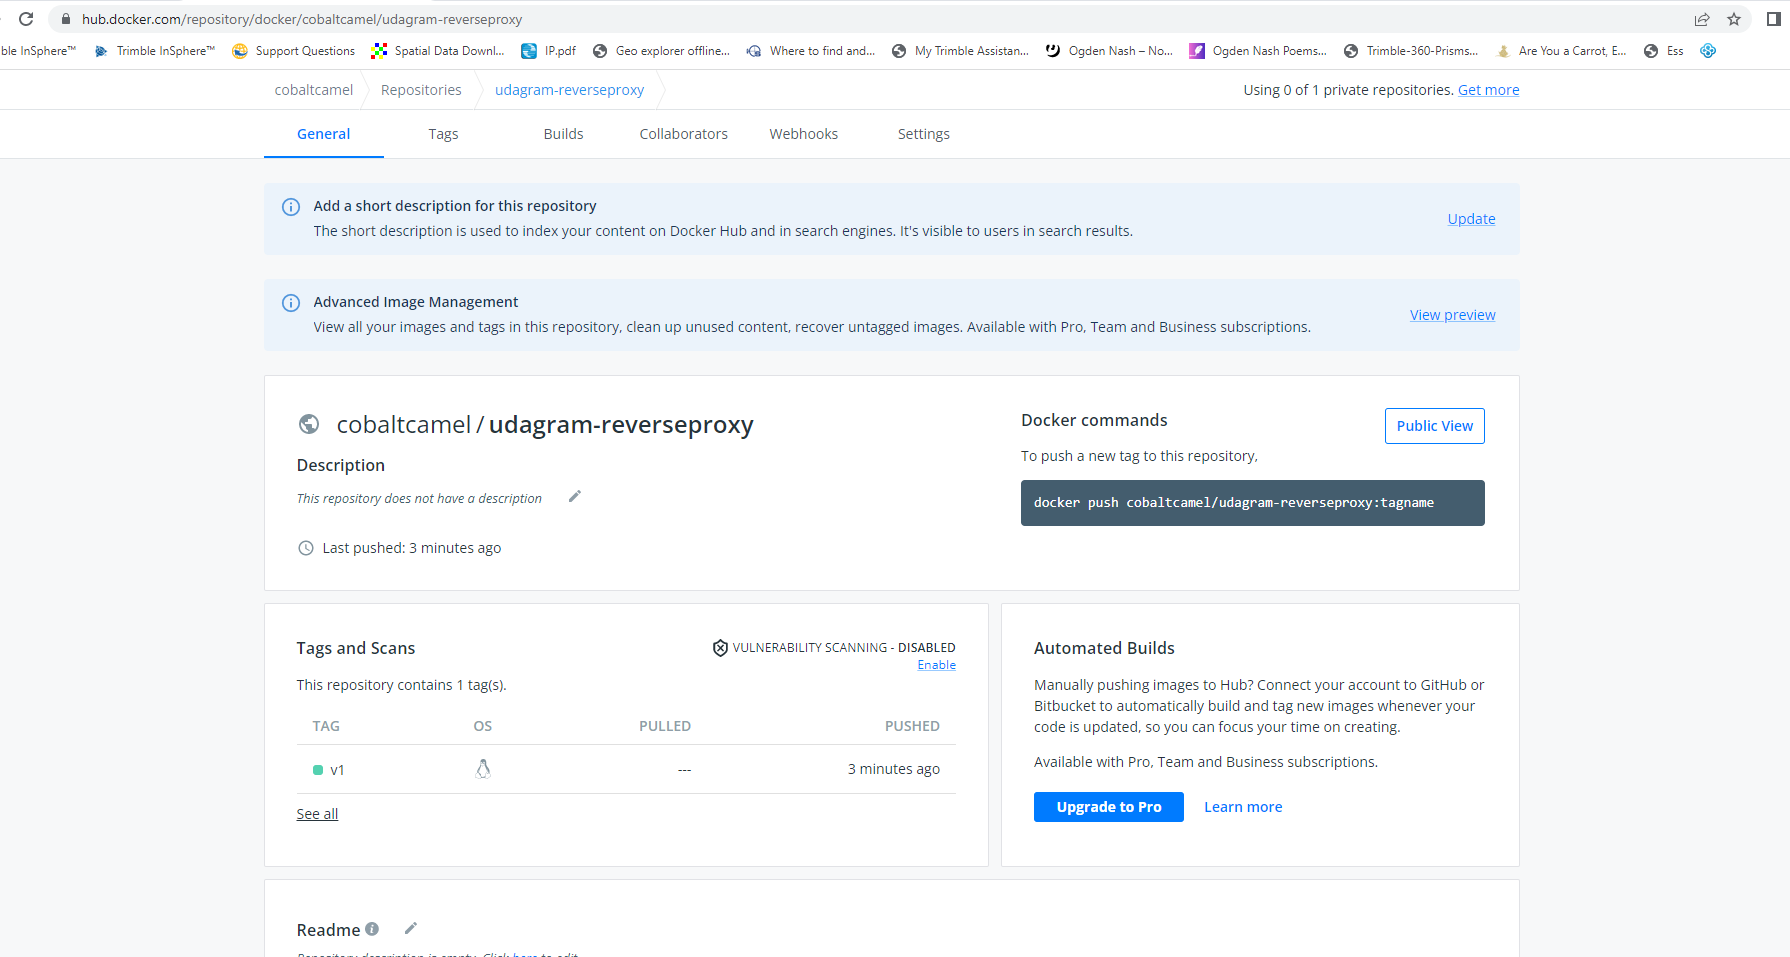 hub.docker.com/repository/docker/cobaltcamel/udagram-reverseproxy
ble InSphere™ Trimble InSphere™ Support Questions Spatial Data Downl... IP.pdf Geo explorer offline... Where to find and... My Trimble Assistan... Ogden Nash – No... Ogden Nash Poems... Trimble-360-Prisms... Are You a Carrot, E... Ess
cobaltcamel Repositories udagram-reverseproxy Using 0 of 1 private repositories. Get more
General Tags Builds Collaborators Webhooks Settings
Add a short description for this repository
The short description is used to index your content on Docker Hub and in search engines. It's visible to users in search results.
Update
Advanced Image Management
View all your images and tags in this repository, clean up unused content, recover untagged images. Available with Pro, Team and Business subscriptions.
View preview
cobaltcamel / udagram-reverseproxy
Description
This repository does not have a description
Last pushed: 3 minutes ago
Docker commands
Public View
To push a new tag to this repository,
docker push cobaltcamel/udagram-reverseproxy:tagname
Tags and Scans
VULNERABILITY SCANNING - DISABLED
Enable
This repository contains 1 tag(s).
TAG OS PULLED PUSHED
v1 --- 3 minutes ago
See all
Automated Builds
Manually pushing images to Hub? Connect your account to GitHub or
Bitbucket to automatically build and tag new images whenever your
code is updated, so you can focus your time on creating.
Available with Pro, Team and Business subscriptions.
Upgrade to Pro Learn more
Readme
Repository description is empty. Click here to edit.